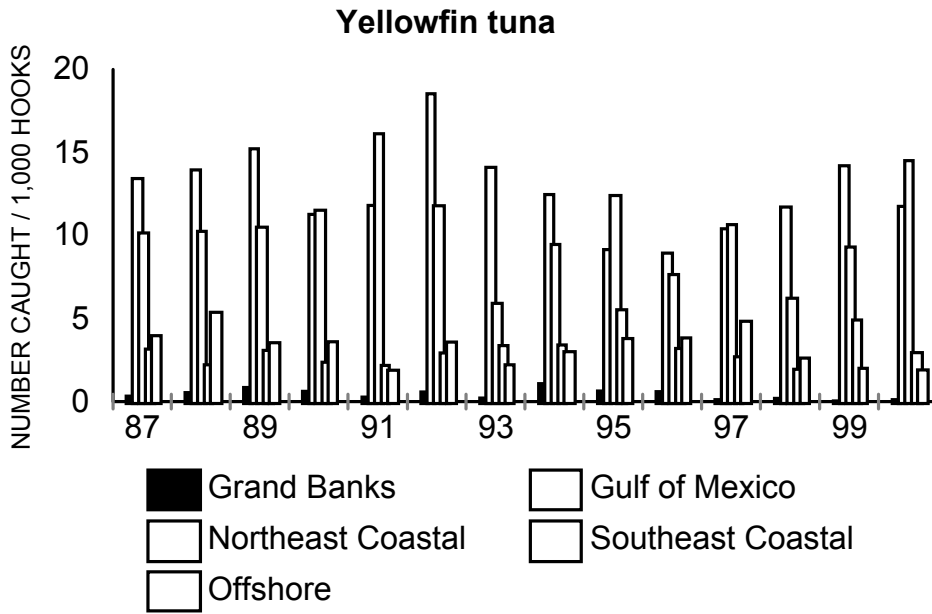 Yellowfin tuna
NUMBER CAUGHT / 1,000 HOOKS
20
15
10
5
0
87 89 91 93 95 97 99
Grand Banks Gulf of Mexico
Northeast Coastal Southeast Coastal
Offshore